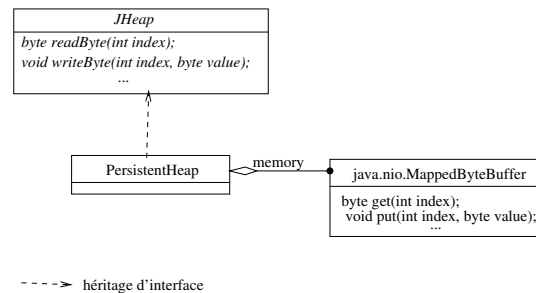 JHeap
byte readByte(int index);
void writeByte(int index, byte value);
...
PersistentHeap
memory
java.nio.MappedByteBuffer
byte get(int index);
void put(int index, byte value);
...
héritage d'interface